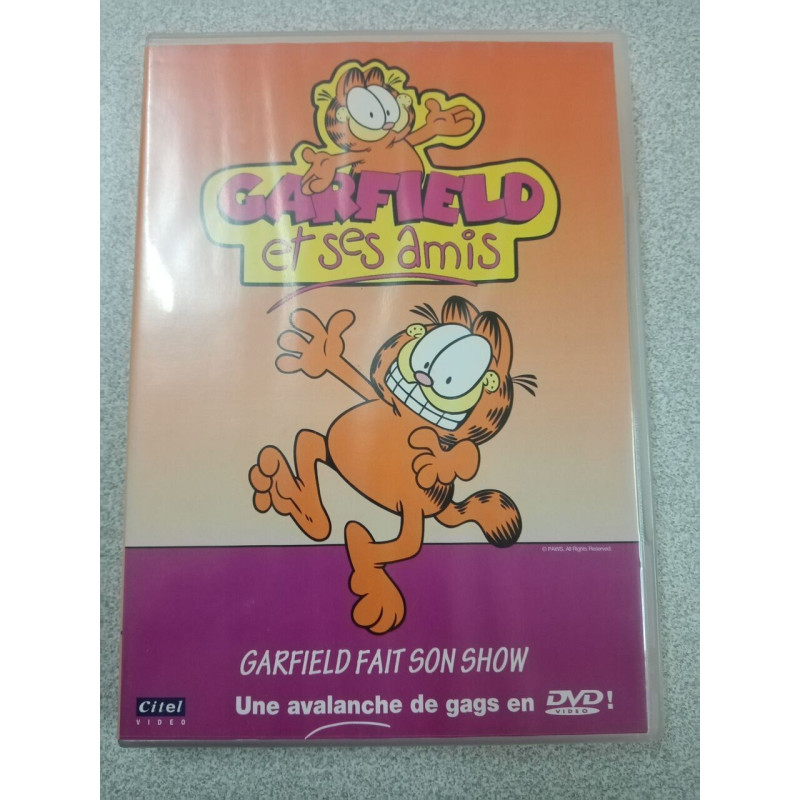 GARFIELD
et ses amis
© PAWS. All Rights Reserved.
GARFIELD FAIT SON SHOW
Une avalanche de gags en DVD VIDEO !
Citel
VIDEO